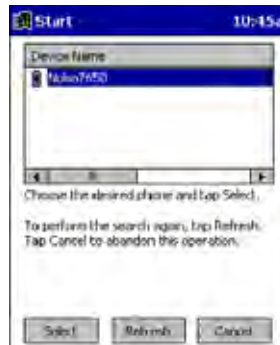 Start 10:45a
Device Name
Nokia7650
Choose the desired phone and tap Select.
To perform the search again, tap Refresh.
Tap Cancel to abandon this operation.
Select Refresh Cancel